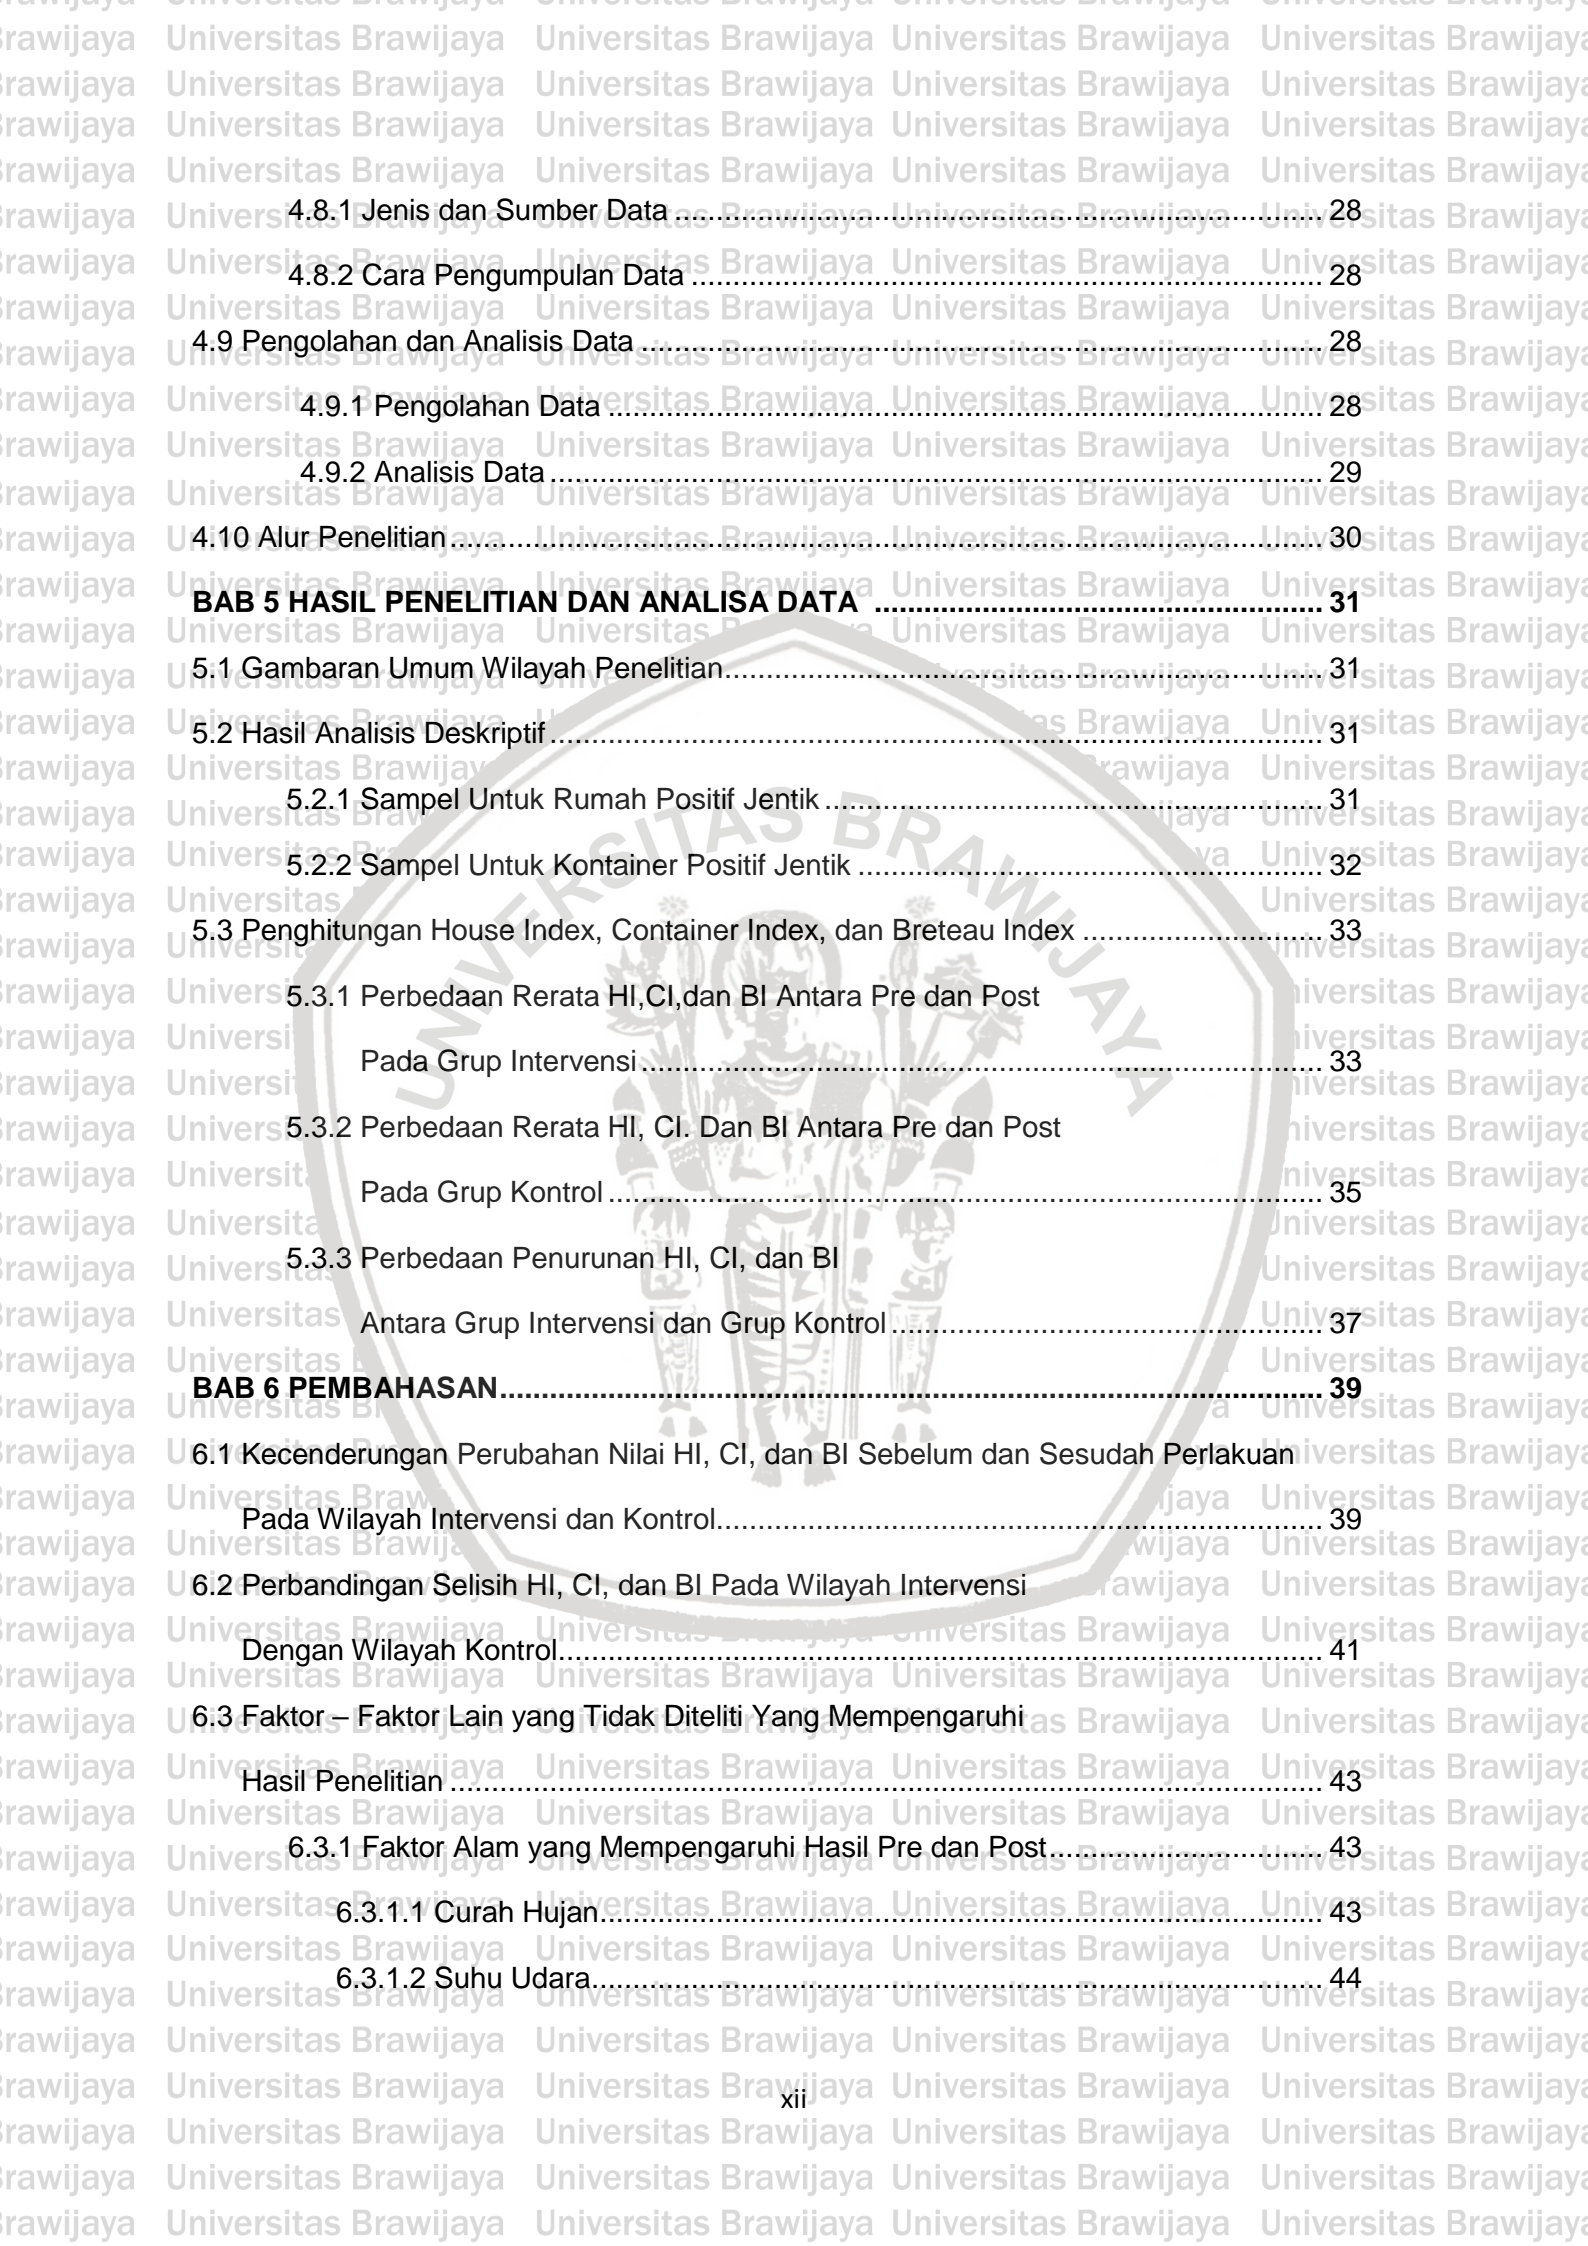 4.8.1 Jenis dan Sumber Data ........ 28
4.8.2 Cara Pengumpulan Data ........ 28
4.9 Pengolahan dan Analisis Data ........ 28
4.9.1 Pengolahan Data ........ 28
4.9.2 Analisis Data ........ 29
4.10 Alur Penelitian ........ 30
BAB 5 HASIL PENELITIAN DAN ANALISA DATA ........ 31
5.1 Gambaran Umum Wilayah Penelitian ........ 31
5.2 Hasil Analisis Deskriptif ........ 31
5.2.1 Sampel Untuk Rumah Positif Jentik ........ 31
5.2.2 Sampel Untuk Kontainer Positif Jentik ........ 32
5.3 Penghitungan House Index, Container Index, dan Breteau Index ........ 33
5.3.1 Perbedaan Rerata HI,CI,dan BI Antara Pre dan Post
Pada Grup Intervensi ........ 33
5.3.2 Perbedaan Rerata HI, CI. Dan BI Antara Pre dan Post
Pada Grup Kontrol ........ 35
5.3.3 Perbedaan Penurunan HI, CI, dan BI
Antara Grup Intervensi dan Grup Kontrol ........ 37
BAB 6 PEMBAHASAN ........ 39
6.1 Kecenderungan Perubahan Nilai HI, CI, dan BI Sebelum dan Sesudah Perlakuan
Pada Wilayah Intervensi dan Kontrol ........ 39
6.2 Perbandingan Selisih HI, CI, dan BI Pada Wilayah Intervensi
Dengan Wilayah Kontrol ........ 41
6.3 Faktor – Faktor Lain yang Tidak Diteliti Yang Mempengaruhi
Hasil Penelitian ........ 43
6.3.1 Faktor Alam yang Mempengaruhi Hasil Pre dan Post ........ 43
6.3.1.1 Curah Hujan ........ 43
6.3.1.2 Suhu Udara ........ 44
xii
UNIVERSITAS BRAWIJAYA